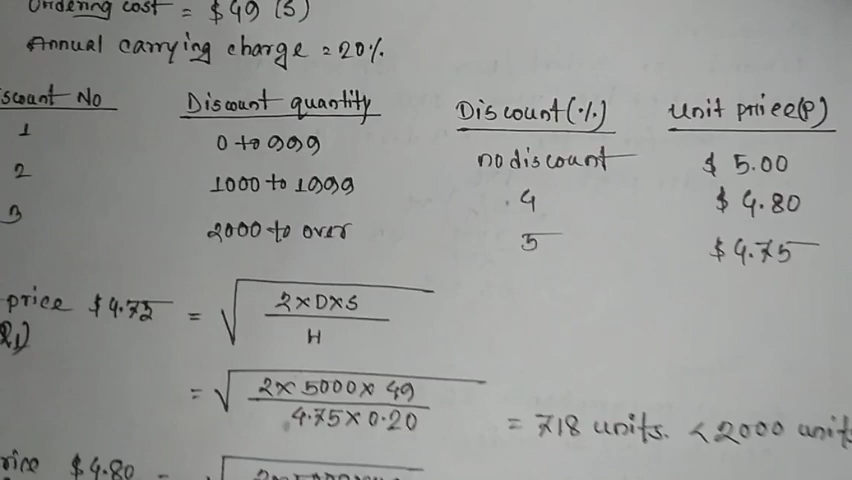 Ordering cost = $49 (S)
Annual carrying charge = 20%
scount No Discount quantity Discount (%) Unit price(P)
1 0 to 999 no discount $ 5.00
2 1000 to 1999 4 $ 4.80
3 2000 to over 5 $ 4.75
price $4.75 = √ 2×D×S
H
= √ 2× 5000× 49
4.75×0.20
= 718 units. < 2000 units
rice $4.80 =